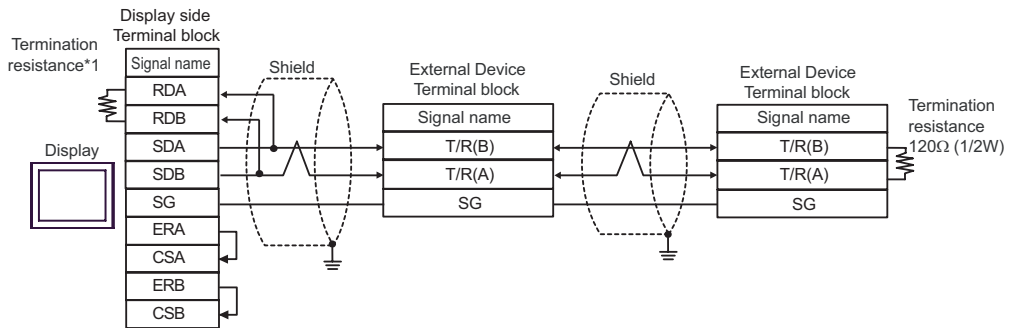 Display side
Terminal block
Termination
resistance*1
Signal name
RDA
RDB
SDA
SDB
SG
ERA
CSA
ERB
CSB
Display
Shield
External Device
Terminal block
Signal name
T/R(B)
T/R(A)
SG
Shield
External Device
Terminal block
Signal name
T/R(B)
T/R(A)
SG
Termination
resistance
120Ω (1/2W)